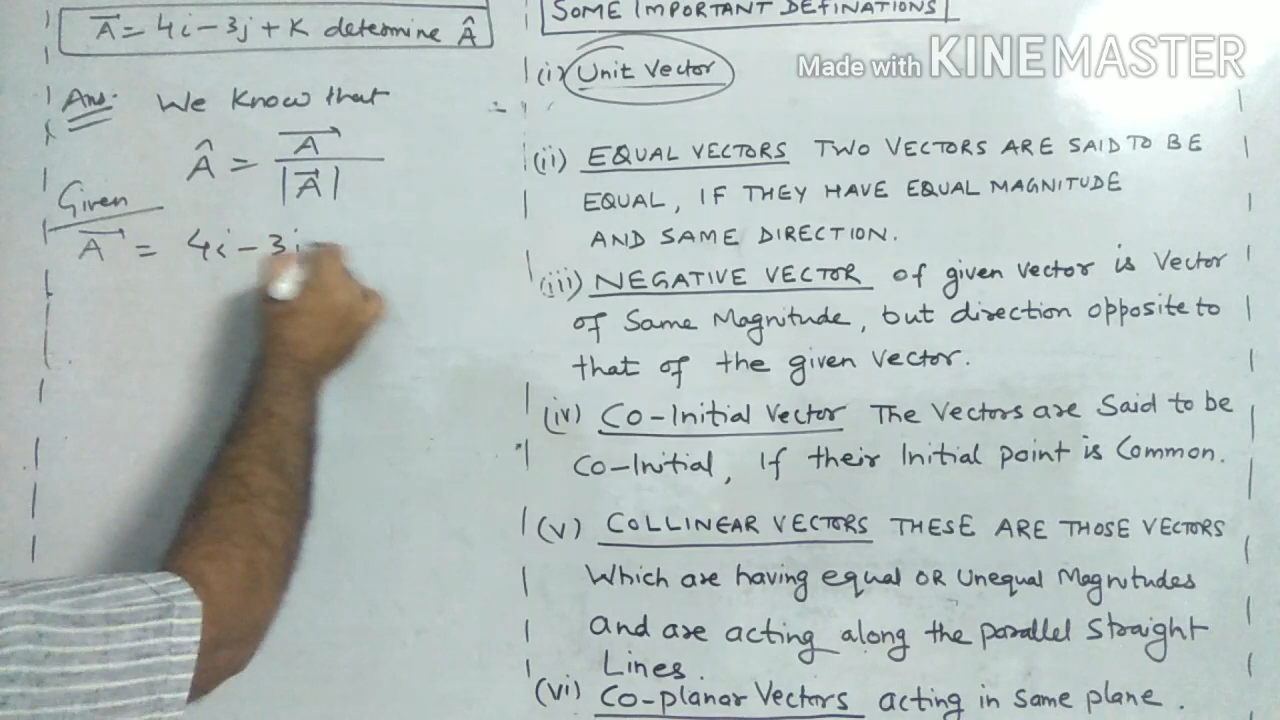 A = 4i - 3j + K determine Â
Ans. We Know that
Â = A / |A|
Given
A = 4i - 3j
SOME IMPORTANT DEFINATIONS
(i) Unit Vector
Made with KINEMASTER
(ii) EQUAL VECTORS TWO VECTORS ARE SAID TO BE
EQUAL, IF THEY HAVE EQUAL MAGNITUDE
AND SAME DIRECTION.
(iii) NEGATIVE VECTOR of given vector is Vector
of Same Magnitude, but direction opposite to
that of the given vector.
(iv) Co-Initial Vector The Vectors are Said to be
Co-Initial, If their Initial point is Common.
(v) COLLINEAR VECTORS THESE ARE THOSE VECTORS
Which are having equal OR Unequal Magnitudes
and are acting along the parallel Straight
Lines.
(vi) Co-planar Vectors acting in Same plane.